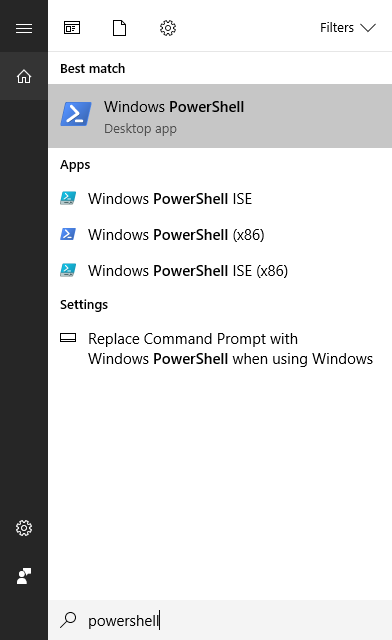 Filters
Best match
Windows PowerShell
Desktop app
Apps
Windows PowerShell ISE
Windows PowerShell (x86)
Windows PowerShell ISE (x86)
Settings
Replace Command Prompt with
Windows PowerShell when using Windows
powershell